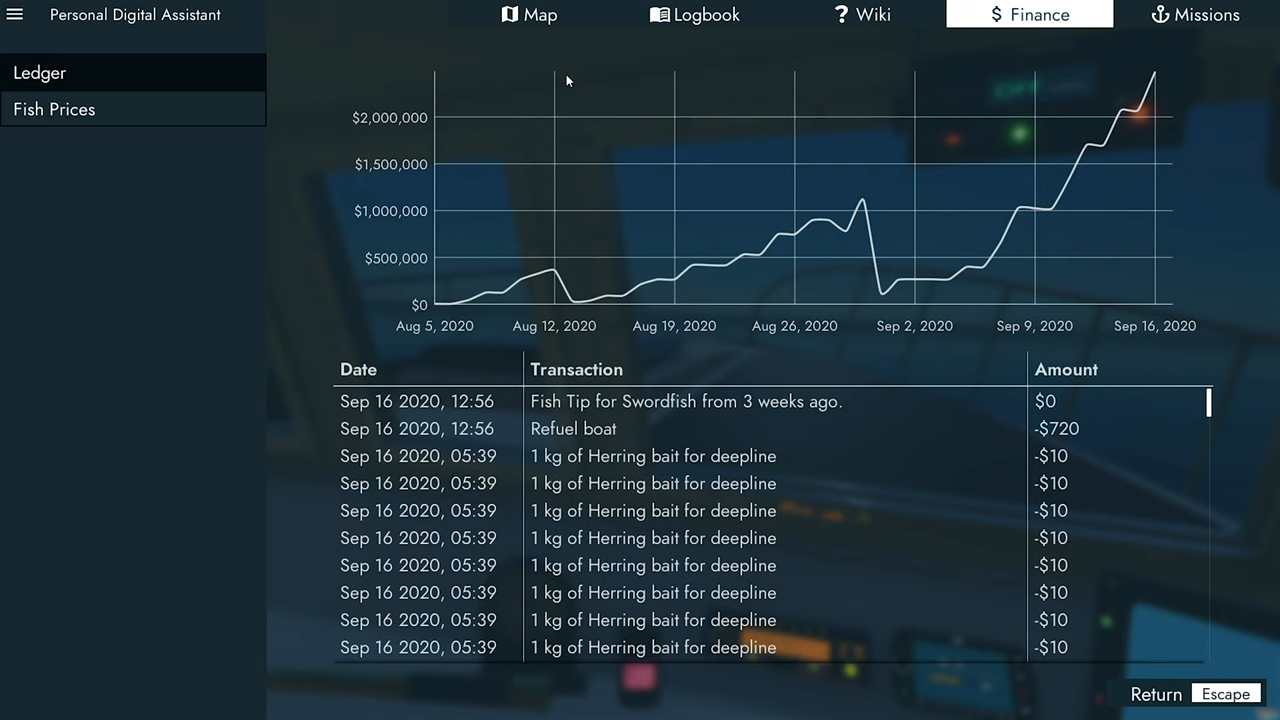 Personal Digital Assistant
Map
Logbook
? Wiki
$ Finance
Missions
Ledger
Fish Prices
$2,000,000
$1,500,000
$1,000,000
$500,000
$0
Aug 5, 2020 Aug 12, 2020 Aug 19, 2020 Aug 26, 2020 Sep 2, 2020 Sep 9, 2020 Sep 16, 2020
Date Transaction Amount
Sep 16 2020, 12:56 Fish Tip for Swordfish from 3 weeks ago. $0
Sep 16 2020, 12:56 Refuel boat -$720
Sep 16 2020, 05:39 1 kg of Herring bait for deepline -$10
Sep 16 2020, 05:39 1 kg of Herring bait for deepline -$10
Sep 16 2020, 05:39 1 kg of Herring bait for deepline -$10
Sep 16 2020, 05:39 1 kg of Herring bait for deepline -$10
Sep 16 2020, 05:39 1 kg of Herring bait for deepline -$10
Sep 16 2020, 05:39 1 kg of Herring bait for deepline -$10
Sep 16 2020, 05:39 1 kg of Herring bait for deepline -$10
Sep 16 2020, 05:39 1 kg of Herring bait for deepline -$10
Return Escape